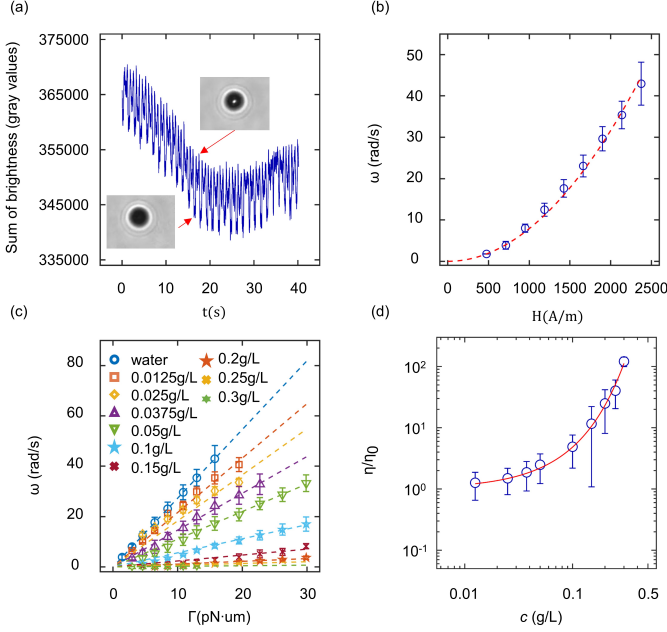 (a)
Sum of brightness (gray values)
375000
365000
355000
345000
335000
0 10 20 30 40
t(s)
(b)
ω (rad/s)
50
40
30
20
10
0
0 500 1000 1500 2000 2500
H(A/m)
(c)
ω (rad/s)
80
60
40
20
0
water
0.0125g/L
0.025g/L
0.0375g/L
0.05g/L
0.1g/L
0.15g/L
0.2g/L
0.25g/L
0.3g/L
0 10 20 30
Γ(pN·um)
(d)
η/η0
10²
10¹
10⁰
10⁻¹
0.01 0.1 0.5
c (g/L)